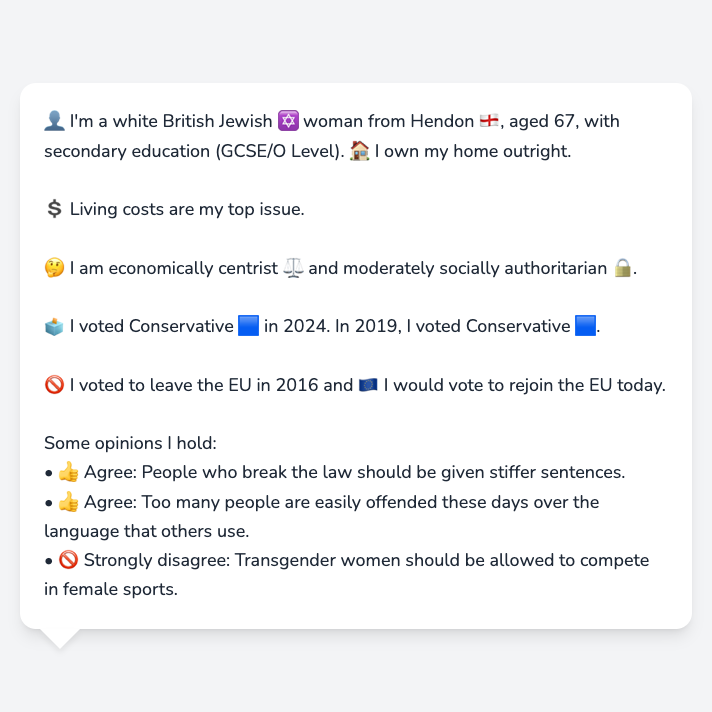 👤 I'm a white British Jewish ✡️ woman from Hendon 🏴󠁧󠁢󠁥󠁮󠁧󠁿, aged 67, with
secondary education (GCSE/O Level). 🏠 I own my home outright.
💲 Living costs are my top issue.
🤔 I am economically centrist ⚖️ and moderately socially authoritarian 🔒.
🗳️ I voted Conservative 🟦 in 2024. In 2019, I voted Conservative 🟦.
🚫 I voted to leave the EU in 2016 and 🇪🇺 I would vote to rejoin the EU today.
Some opinions I hold:
• 👍 Agree: People who break the law should be given stiffer sentences.
• 👍 Agree: Too many people are easily offended these days over the
language that others use.
• 🚫 Strongly disagree: Transgender women should be allowed to compete
in female sports.